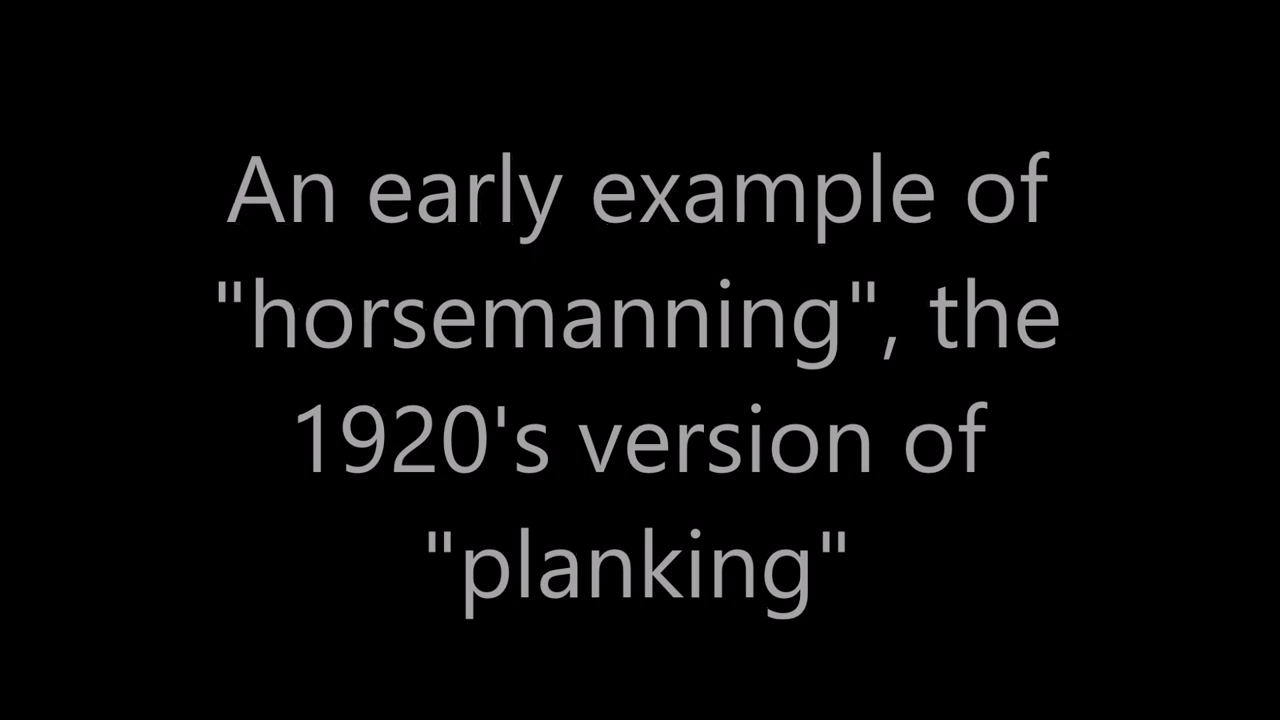 An early example of
"horsemanning", the
1920's version of
"planking"